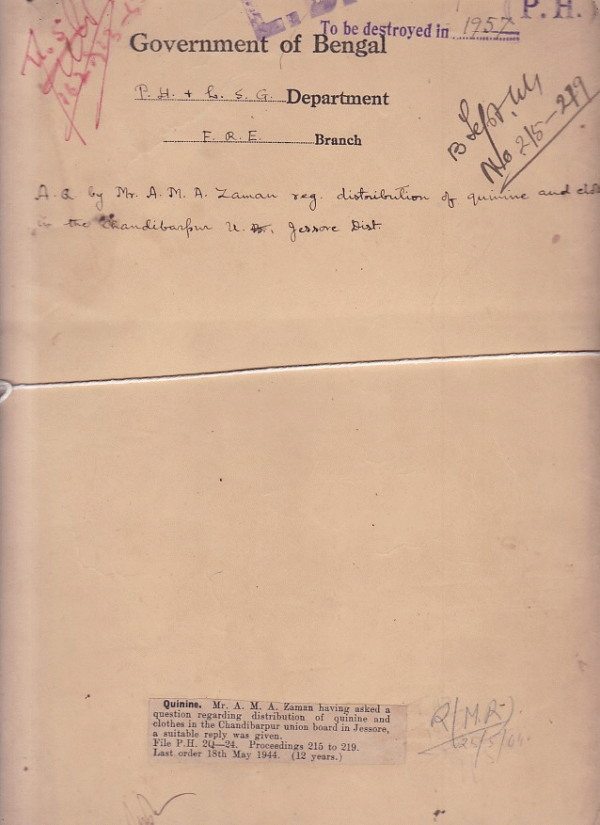 P. H.
To be destroyed in 1957
Government of Bengal
P. H. + L. S. G. Department
F. R. E. Branch
B Sept. 44
No 215-219
A. Q by Mr. A. M. A. Zaman reg. distribution of quinine and
in the Chandibarpur U. B., Jessore Dist.
Quinine. Mr. A. M. A. Zaman having asked a
question regarding distribution of quinine and
clothes in the Chandibarpur union board in Jessore,
a suitable reply was given.
File P.H. 2Q—24. Proceedings 215 to 219.
Last order 18th May 1944. (12 years.)